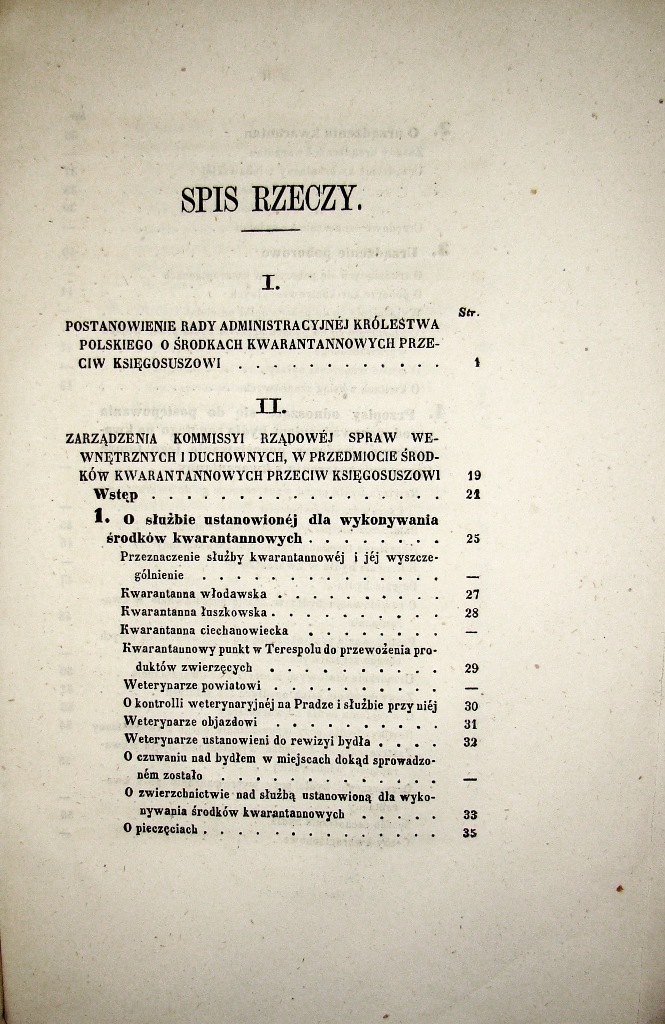 SPIS RZECZY.
I.
Str.
POSTANOWIENIE RADY ADMINISTRACYJNÉJ KRÓLESTWA
POLSKIEGO O ŚRODKACH KWARANTANNOWYCH PRZE-
CIW KSIĘGOSUSZOWI . . . . . . . . . . . . 1
II.
ZARZĄDZENIA KOMMISSYI RZĄDOWÉJ SPRAW WE-
WNĘTRZNYCH I DUCHOWNYCH, W PRZEDMIOCIE ŚROD-
KÓW KWARANTANNOWYCH PRZECIW KSIĘGOSUSZOWI 19
Wstęp . . . . . . . . . . . . . . . . 21
1. O służbie ustanowionéj dla wykonywania
środków kwarantannowych . . . . . . . . 25
Przeznaczenie służby kwarantannowéj i jéj wyszcze-
gólnienie . . . . . . . . . . . . . . —
Kwarantanna włodawska . . . . . . . . . . 27
Kwarantanna łuszkowska . . . . . . . . . . 28
Kwarantanna ciechanowiecka . . . . . . . —
Kwarantannowy punkt w Terespolu do przewożenia pro-
duktów zwierzęcych . . . . . . . . . . 29
Weterynarze powiatowi . . . . . . . . . . —
O kontrolli weterynaryjnéj na Pradze i służbie przy niéj 30
Weterynarze objazdowi . . . . . . . . . . 31
Weterynarze ustanowieni do rewizyi bydła . . . . 32
O czuwaniu nad bydłem w miejscach dokąd sprowadzo-
ném zostało . . . . . . . . . . . . . —
O zwierzchnictwie nad służbą ustanowioną dla wyko-
nywania środków kwarantannowych . . . . . 33
O pieczęciach . . . . . . . . . . . . . . 35